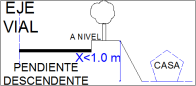 EJE
VIAL
A NIVEL
X<1.0 m
PENDIENTE
DESCENDENTE
CASA